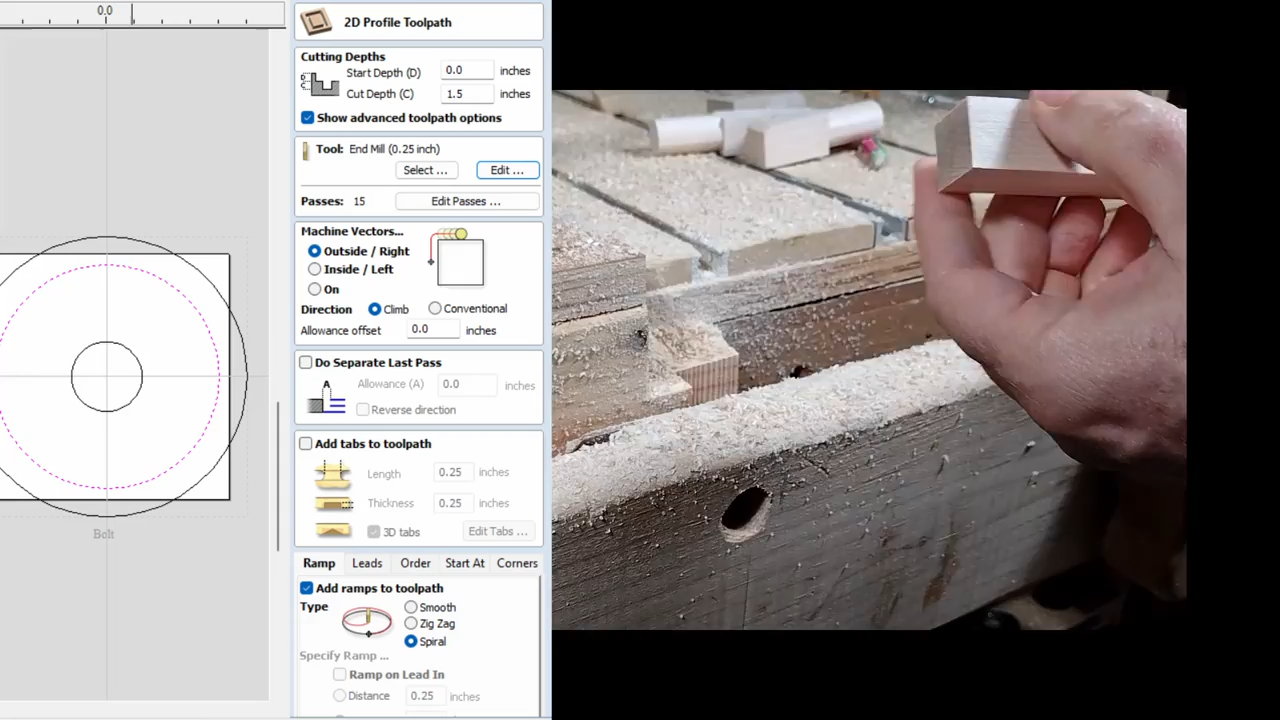 0.0
Bolt
2D Profile Toolpath
Cutting Depths
Start Depth (D) 0.0 inches
Cut Depth (C) 1.5 inches
Show advanced toolpath options
Tool: End Mill (0.25 inch)
Select ... Edit ...
Passes: 15 Edit Passes ...
Machine Vectors...
Outside / Right
Inside / Left
On
Direction Climb Conventional
Allowance offset 0.0 inches
Do Separate Last Pass
A Allowance (A) 0.0 inches
Reverse direction
Add tabs to toolpath
Length 0.25 inches
Thickness 0.25 inches
3D tabs Edit Tabs ...
Ramp Leads Order Start At Corners
Add ramps to toolpath
Type Smooth
Zig Zag
Spiral
Specify Ramp ...
Ramp on Lead In
Distance 0.25 inches